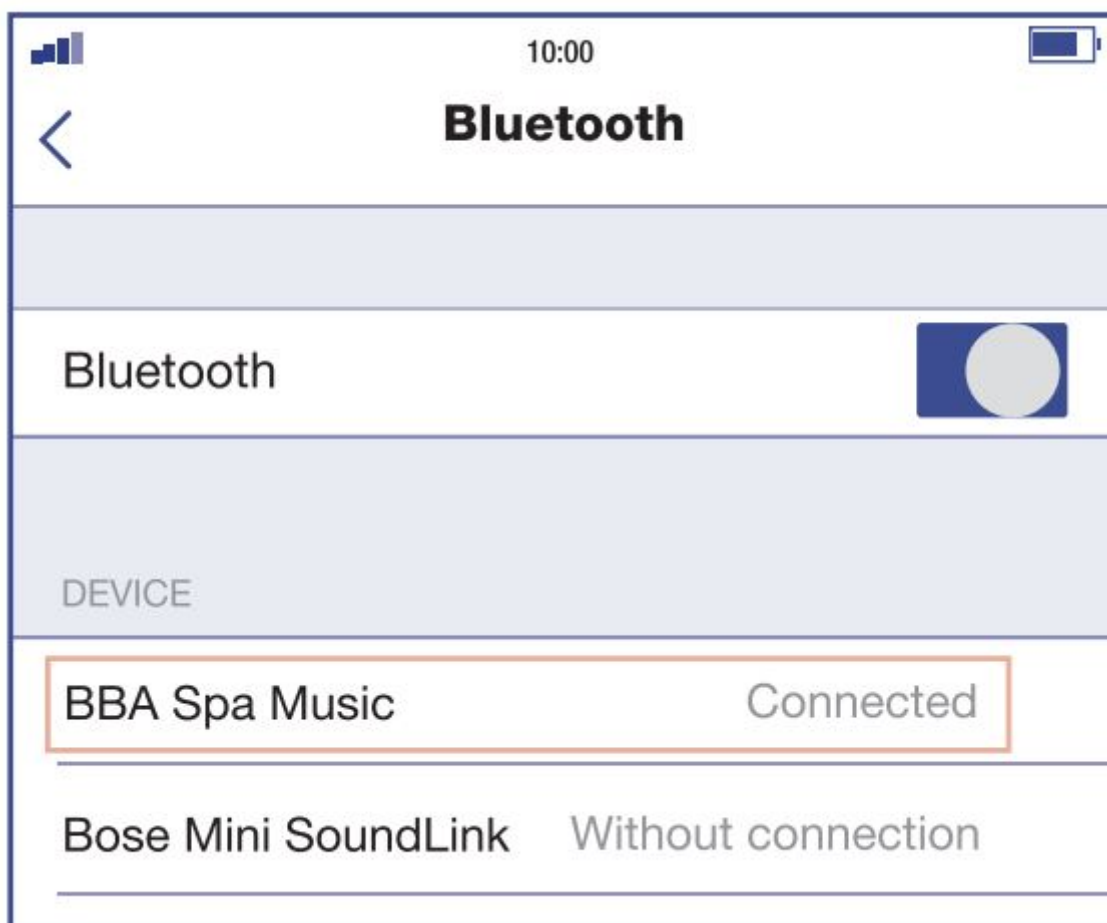 10:00
Bluetooth
Bluetooth
DEVICE
BBA Spa Music Connected
Bose Mini SoundLink Without connection